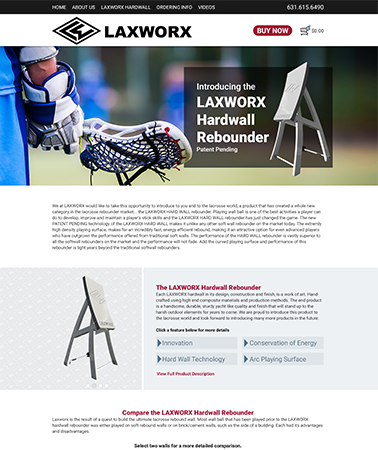 HOME ABOUT US LAXWORX HARDWALL ORDERING INFO VIDEOS 631.615.6490
LAXWORX BUY NOW $0.00
Introducing the
LAXWORX
Hardwall
Rebounder
Patent Pending
We at LAXWORX would like to take this opportunity to introduce to you and to the lacrosse world, a product that has created a whole new
category in the lacrosse rebounder market... the LAXWORX HARD WALL rebounder. Playing wall ball is one of the best activities a player can
do to develop, improve and maintain a player's stick skills and the LAXWORX HARD WALL rebounder has just changed the game. The new
PATENT PENDING technology of the LAXWORX HARD WALL makes it unlike any other soft wall rebounder on the market today. The extremely
high density playing surface, makes for an incredibly fast, energy efficient rebound, making it an attractive option for even advanced players
who have outgrown the performance offered from traditional soft walls. The performance of the HARD WALL rebounder is vastly superior to
all the softwall rebounders on the market and the performance will not fade. Add the curved playing surface and performance of this
rebounder is light years beyond the traditional softwall rebounders.
The LAXWORX Hardwall Rebounder
Each LAXWORX hardwall in its design, construction and finish is a work of art. Hand-
crafted using high end composite materials and production methods. The end product
is a handsome, durable, sturdy yacht like quality and finish that will stand up to the
harsh outdoor elements for years to come. We are proud to introduce this product to
the lacrosse world and look forward to introducing many more products in the future.
Click a feature below for more details
Innovation Conservation of Energy
Hard Wall Technology Arc Playing Surface
View Full Product Description
Compare the LAXWORX Hardwall Rebounder
Laxworx is the result of a quest to build the ultimate lacrosse rebound wall. Most wall ball that has been played prior to the LAXWORX
hardwall rebounder was either played on soft rebound walls or on brick/cement walls, such as the side of a building. Each had its advantages
and disadvantages.
Select two walls for a more detailed comparison.